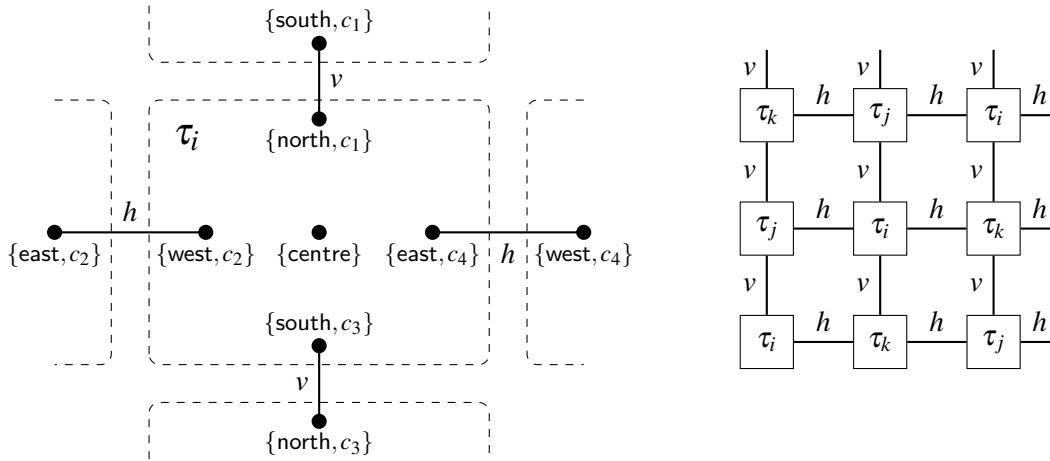 {south, c₁}
v
τᵢ
{north, c₁}
h
{east, c₂} {west, c₂} {centre} {east, c₄} h {west, c₄}
{south, c₃}
v
{north, c₃}
v v v
h h h
τₖ τⱼ τᵢ
v v v
h h h
τⱼ τᵢ τₖ
v v v
h h h
τᵢ τₖ τⱼ